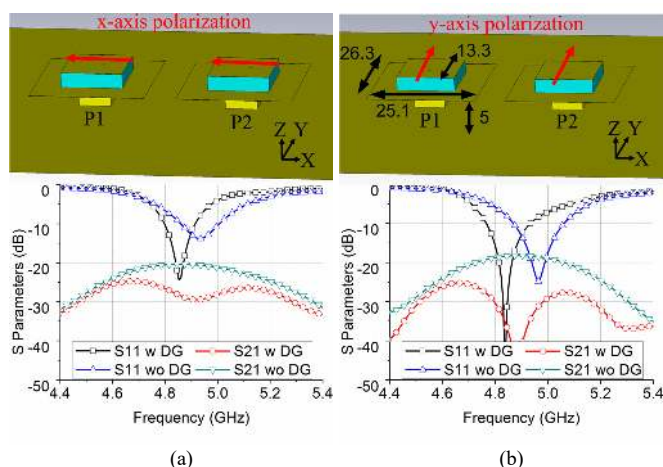 x-axis polarization
P1
P2
Z
Y
X
y-axis polarization
26.3
13.3
25.1
P1
5
P2
Z
Y
X
S Parameters (dB)
0
-10
-20
-30
-40
-50
S11 w DG
S21 w DG
S11 wo DG
S21 wo DG
4.4
4.6
4.8
5.0
5.2
5.4
Frequency (GHz)
(a)
S Parameters (dB)
0
-10
-20
-30
-40
-50
S11 w DG
S21 w DG
S11 wo DG
S21 wo DG
4.4
4.6
4.8
5.0
5.2
5.4
Frequency (GHz)
(b)